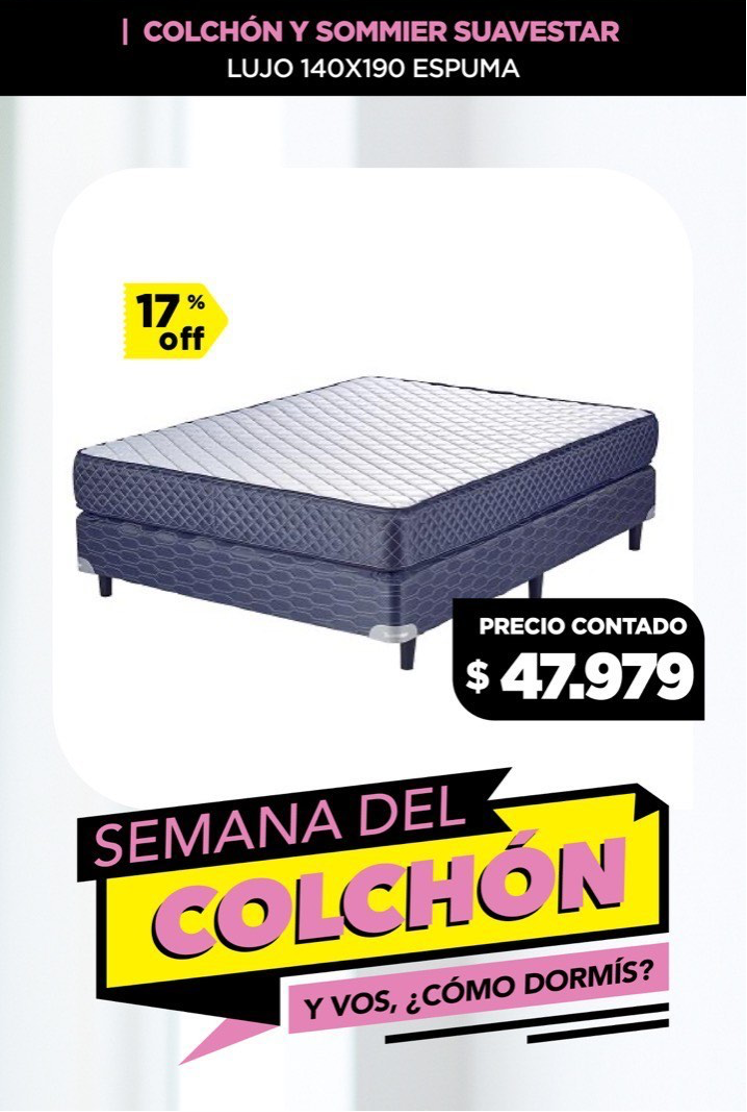 | COLCHÓN Y SOMMIER SUAVESTAR
LUJO 140X190 ESPUMA
17%
off
PRECIO CONTADO
$ 47.979
SEMANA DEL
COLCHÓN
Y VOS, ¿CÓMO DORMÍS?